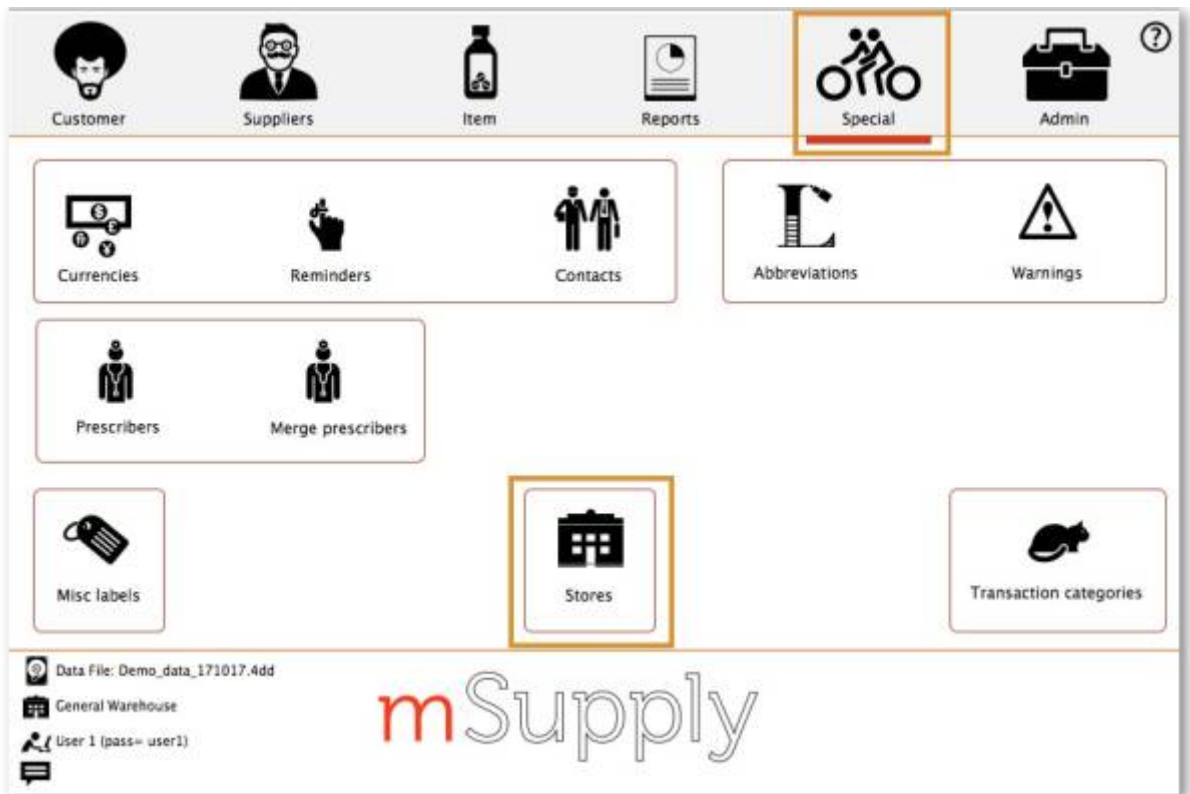 Customer
Suppliers
Item
Reports
Special
Admin
?
Currencies
Reminders
Contacts
Abbreviations
Warnings
Prescribers
Merge prescribers
Misc labels
Stores
Transaction categories
Data File: Demo_data_171017.4dd
General Warehouse
User 1 (pass= user1)
mSupply